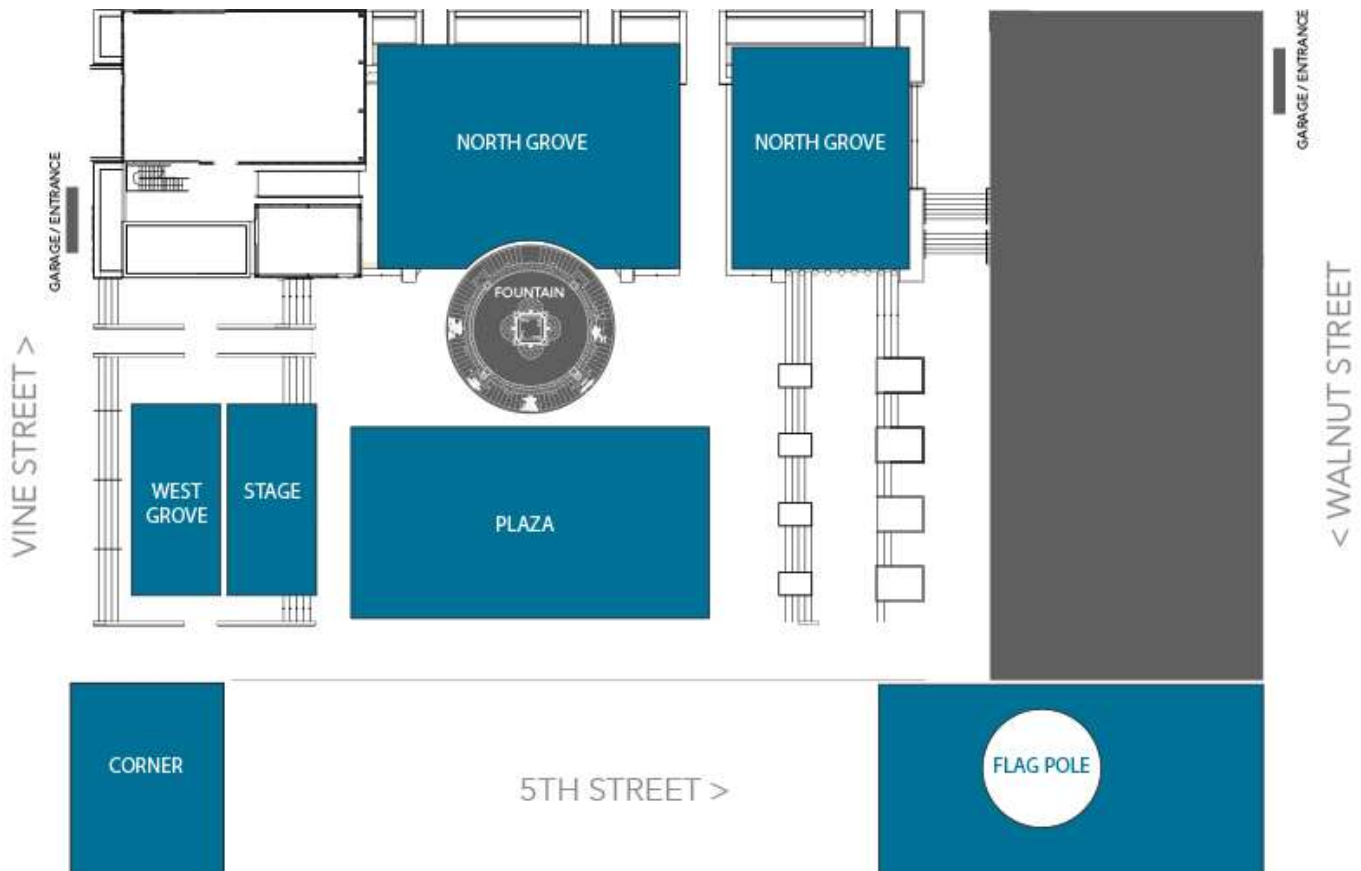 GARAGE / ENTRANCE
NORTH GROVE
NORTH GROVE
GARAGE / ENTRANCE
FOUNTAIN
VINE STREET >
< WALNUT STREET
WEST
GROVE
STAGE
PLAZA
CORNER
5TH STREET >
FLAG POLE